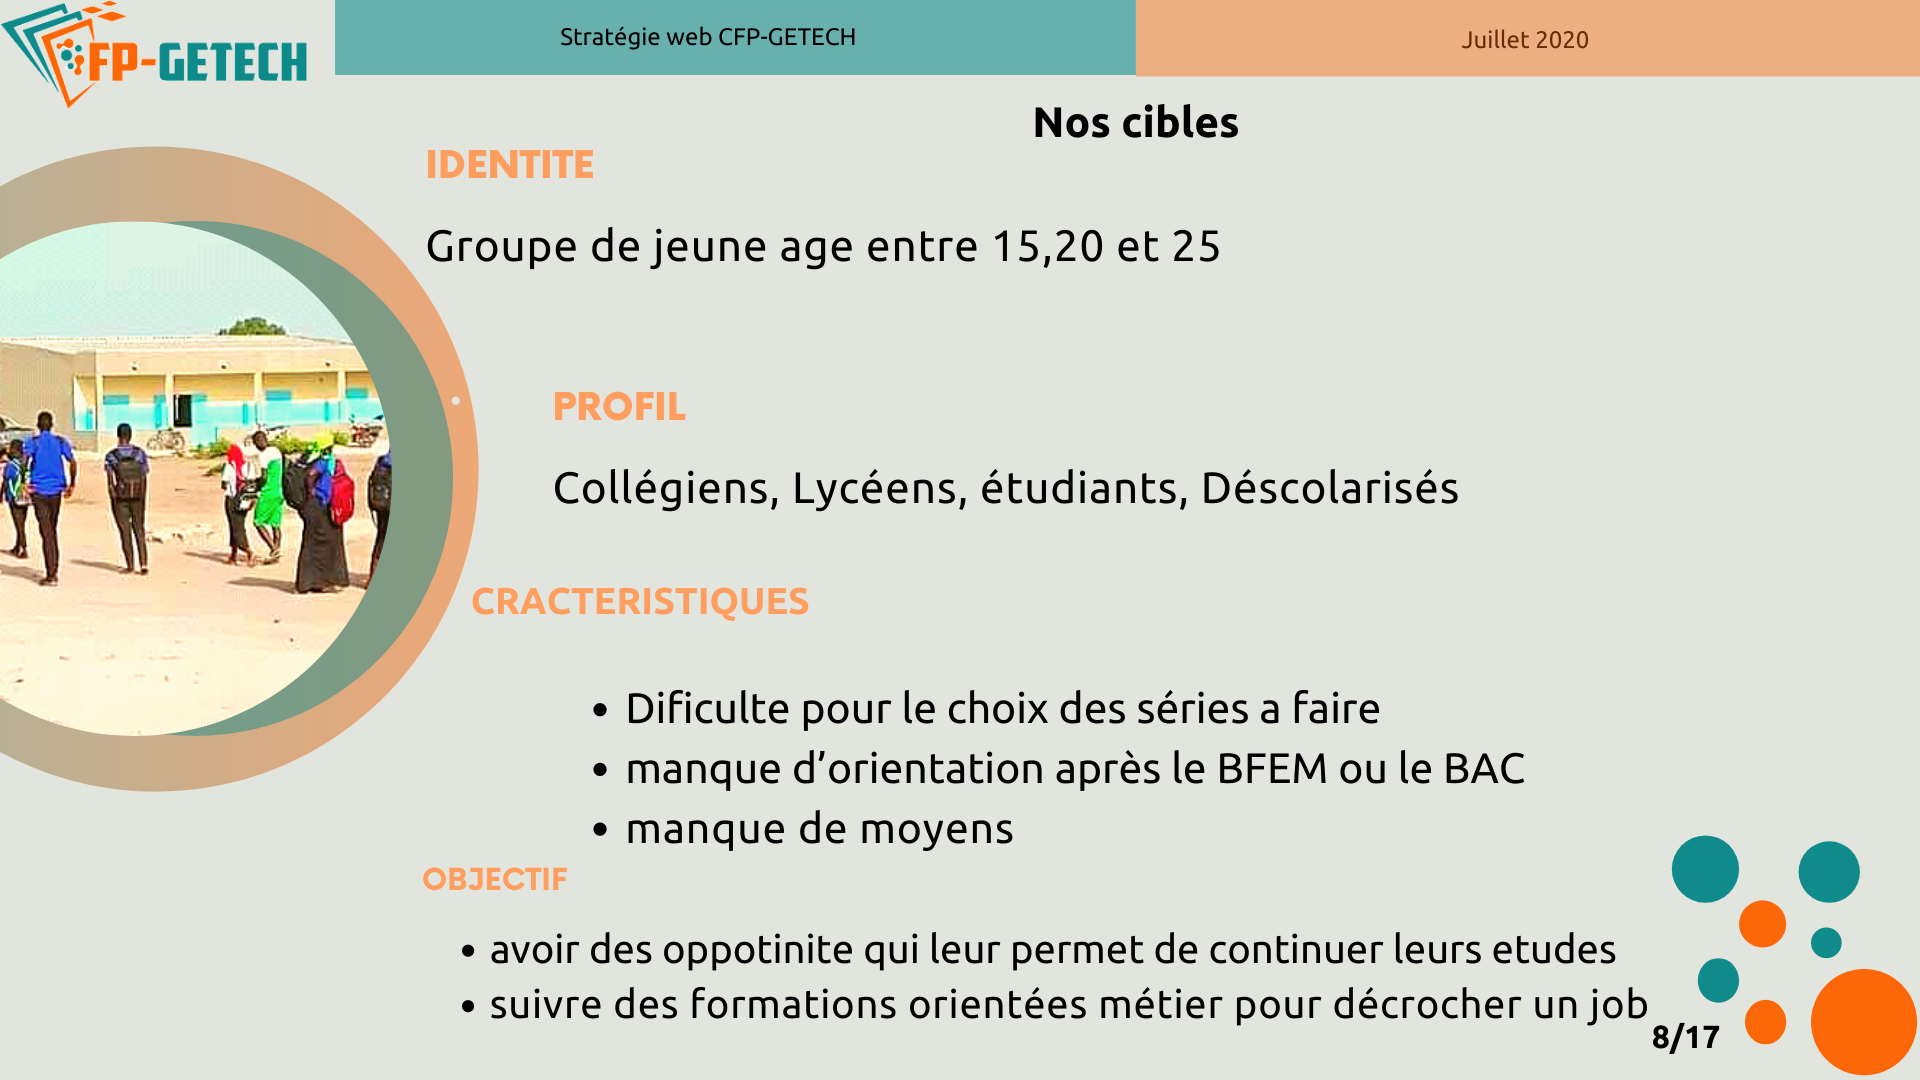 FP-GETECH
Stratégie web CFP-GETECH
Juillet 2020
Nos cibles
IDENTITE
Groupe de jeune age entre 15,20 et 25
PROFIL
Collégiens, Lycéens, étudiants, Déscolarisés
CRACTERISTIQUES
• Dificulte pour le choix des séries a faire
• manque d’orientation après le BFEM ou le BAC
• manque de moyens
OBJECTIF
• avoir des oppotinite qui leur permet de continuer leurs etudes
• suivre des formations orientées métier pour décrocher un job
8/17